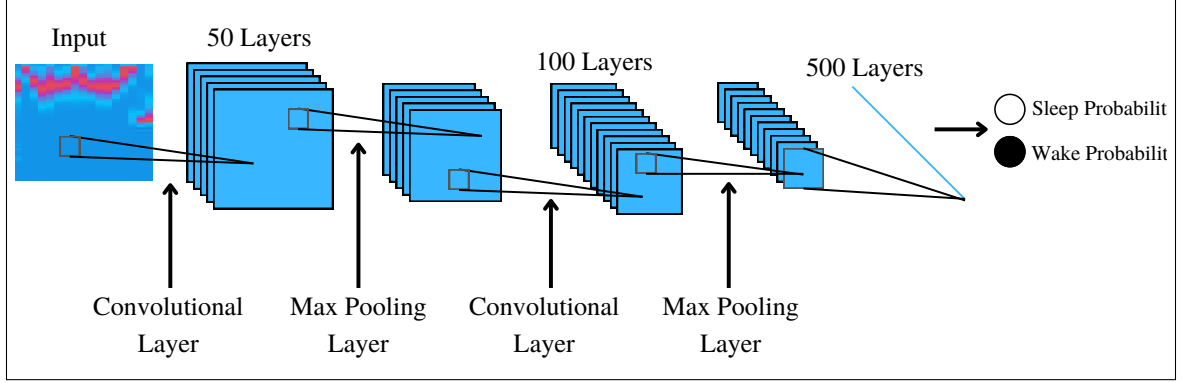 Input
50 Layers
100 Layers
500 Layers
Sleep Probabilit
Wake Probabilit
Convolutional
Layer
Max Pooling
Layer
Convolutional
Layer
Max Pooling
Layer